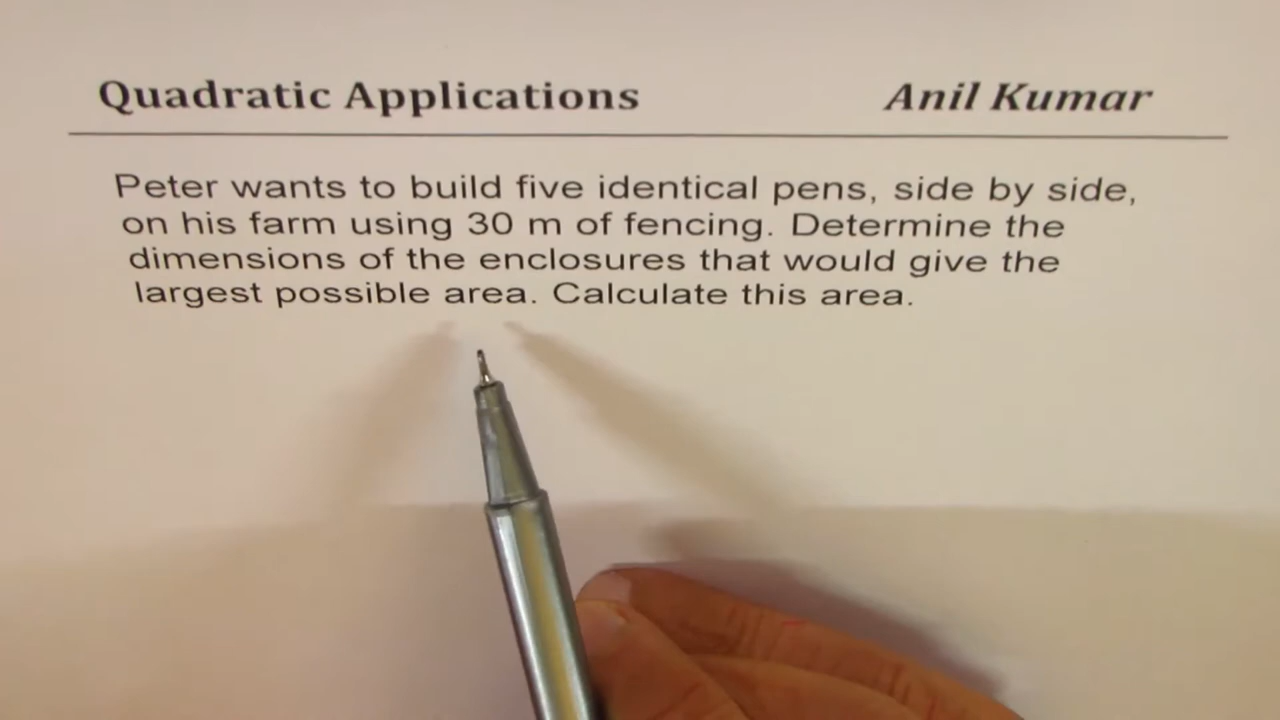 Quadratic Applications Anil Kumar
Peter wants to build five identical pens, side by side,
on his farm using 30 m of fencing. Determine the
dimensions of the enclosures that would give the
largest possible area. Calculate this area.